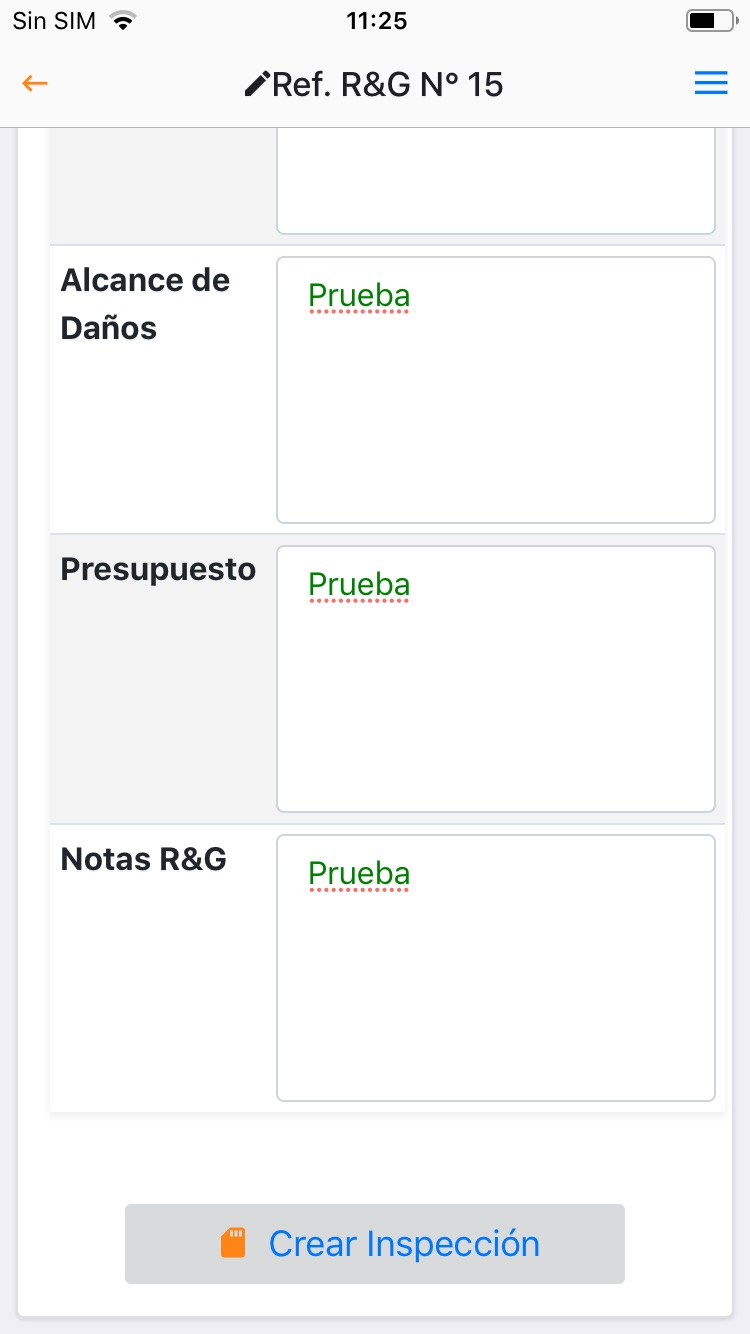 Sin SIM 11:25
Ref. R&G Nº 15
Alcance de
Daños
Prueba
Presupuesto
Prueba
Notas R&G
Prueba
Crear Inspección